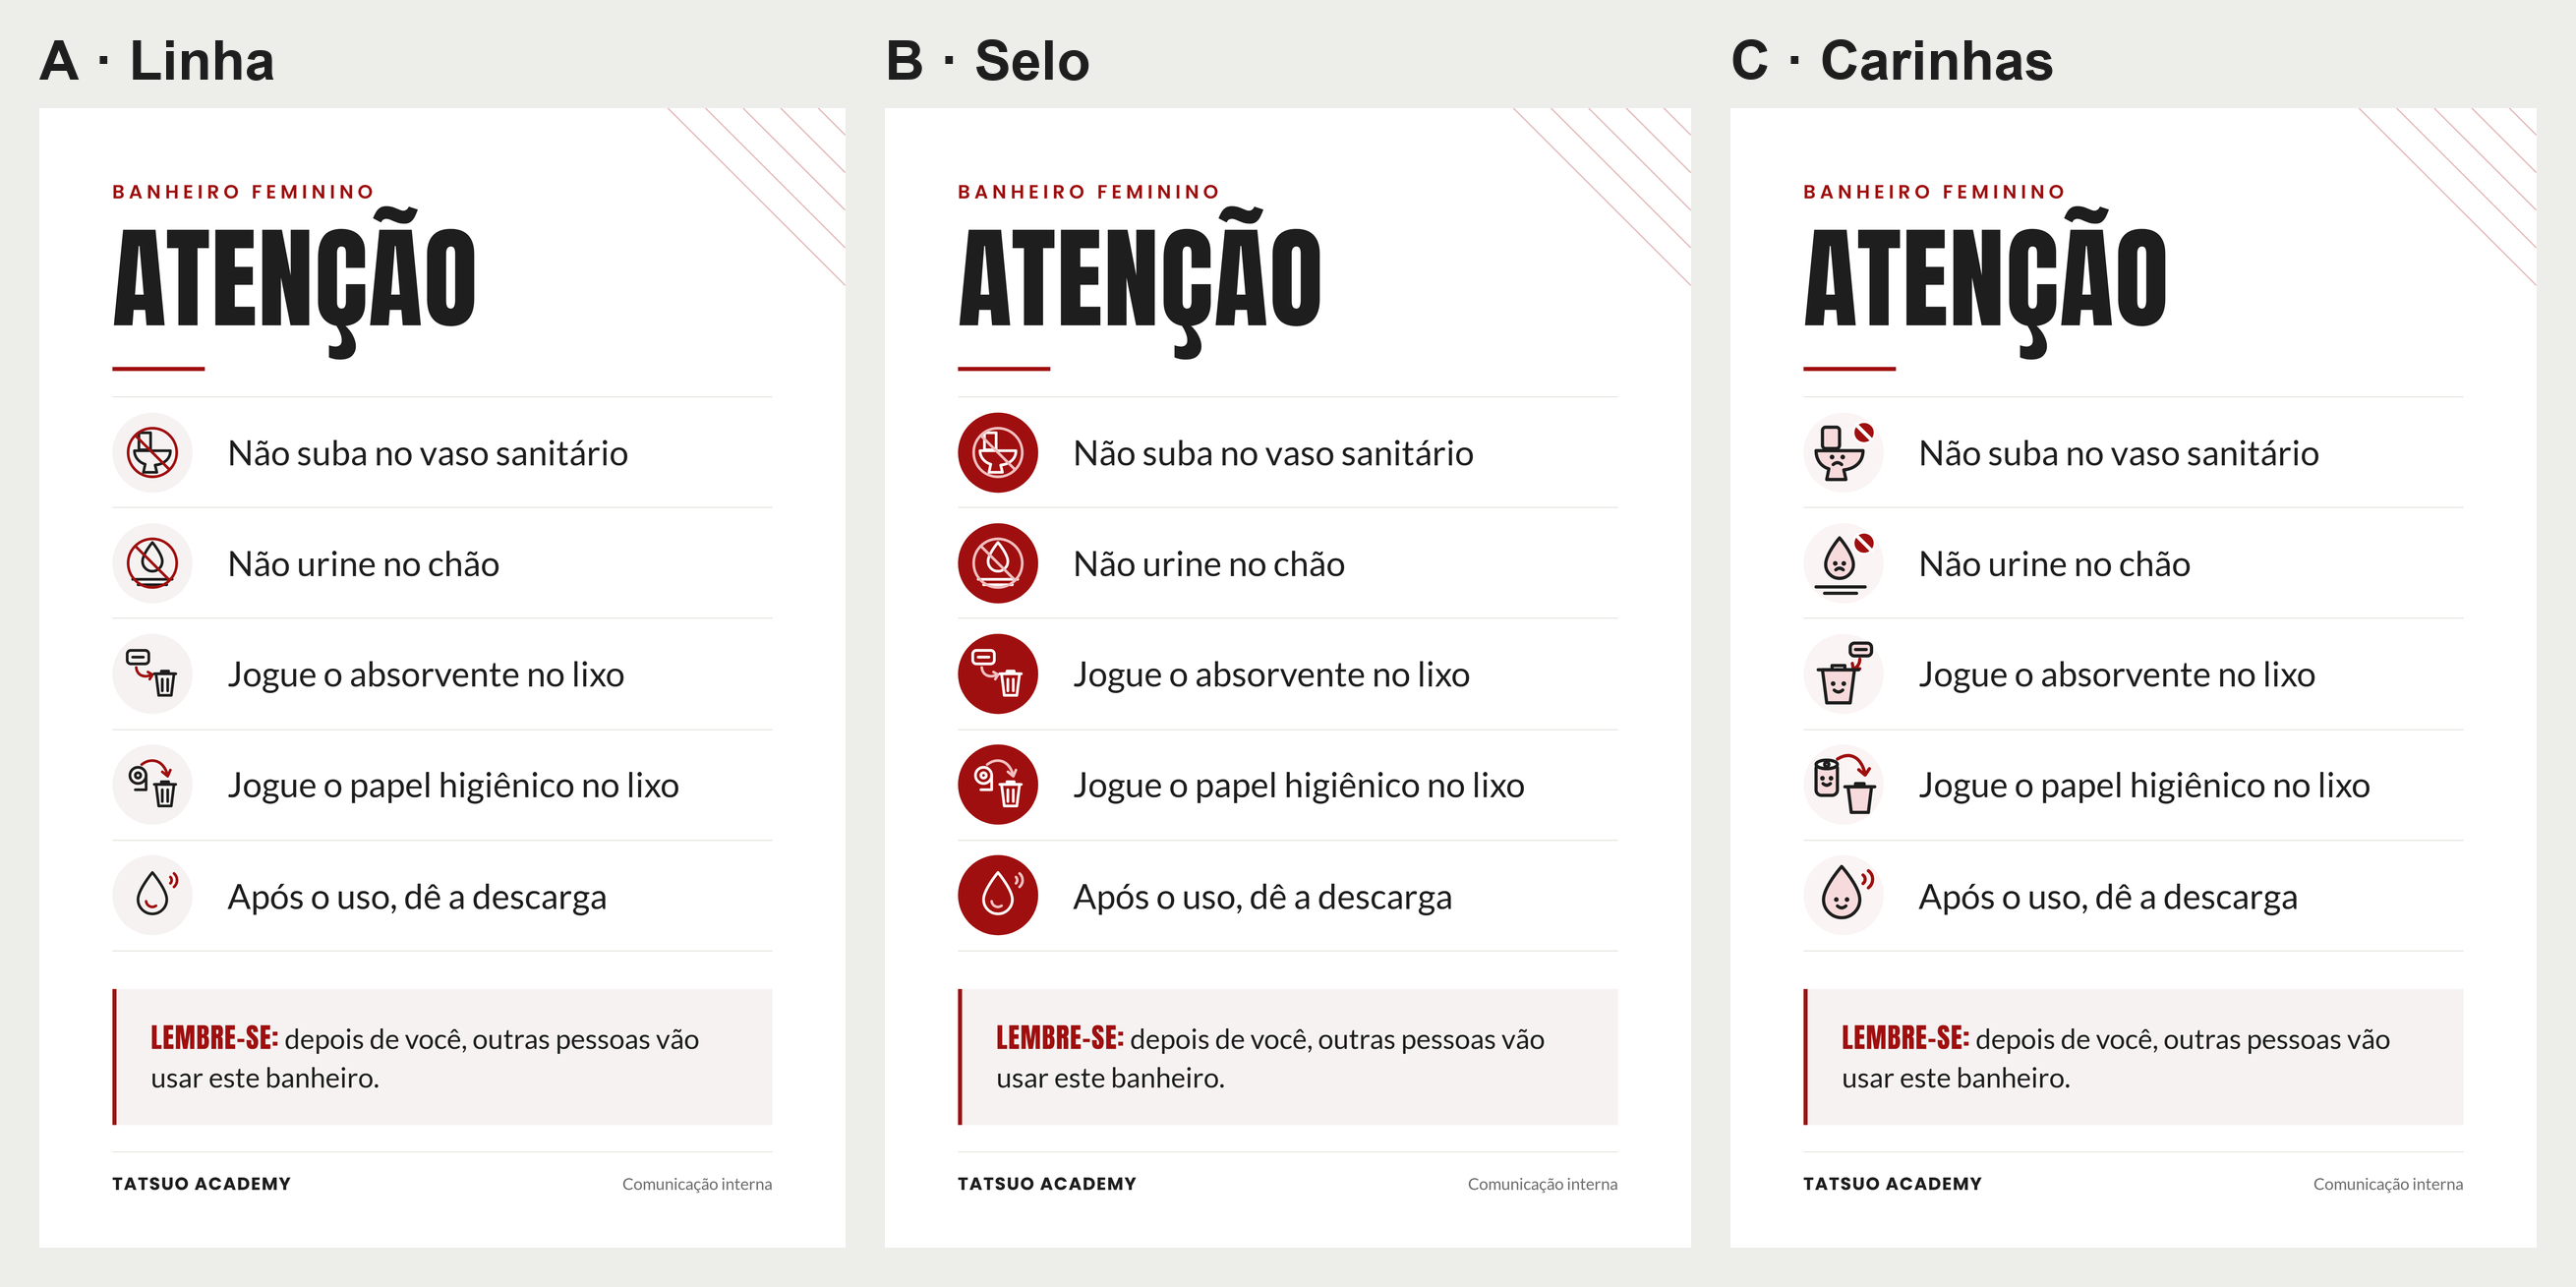 A · Linha
BANHEIRO FEMININO
ATENÇÃO
Não suba no vaso sanitário
Não urine no chão
Jogue o absorvente no lixo
Jogue o papel higiênico no lixo
Após o uso, dê a descarga
LEMBRE-SE: depois de você, outras pessoas vão
usar este banheiro.
TATSUO ACADEMY
Comunicação interna
B · Selo
BANHEIRO FEMININO
ATENÇÃO
Não suba no vaso sanitário
Não urine no chão
Jogue o absorvente no lixo
Jogue o papel higiênico no lixo
Após o uso, dê a descarga
LEMBRE-SE: depois de você, outras pessoas vão
usar este banheiro.
TATSUO ACADEMY
Comunicação interna
C · Carinhas
BANHEIRO FEMININO
ATENÇÃO
Não suba no vaso sanitário
Não urine no chão
Jogue o absorvente no lixo
Jogue o papel higiênico no lixo
Após o uso, dê a descarga
LEMBRE-SE: depois de você, outras pessoas vão
usar este banheiro.
TATSUO ACADEMY
Comunicação interna